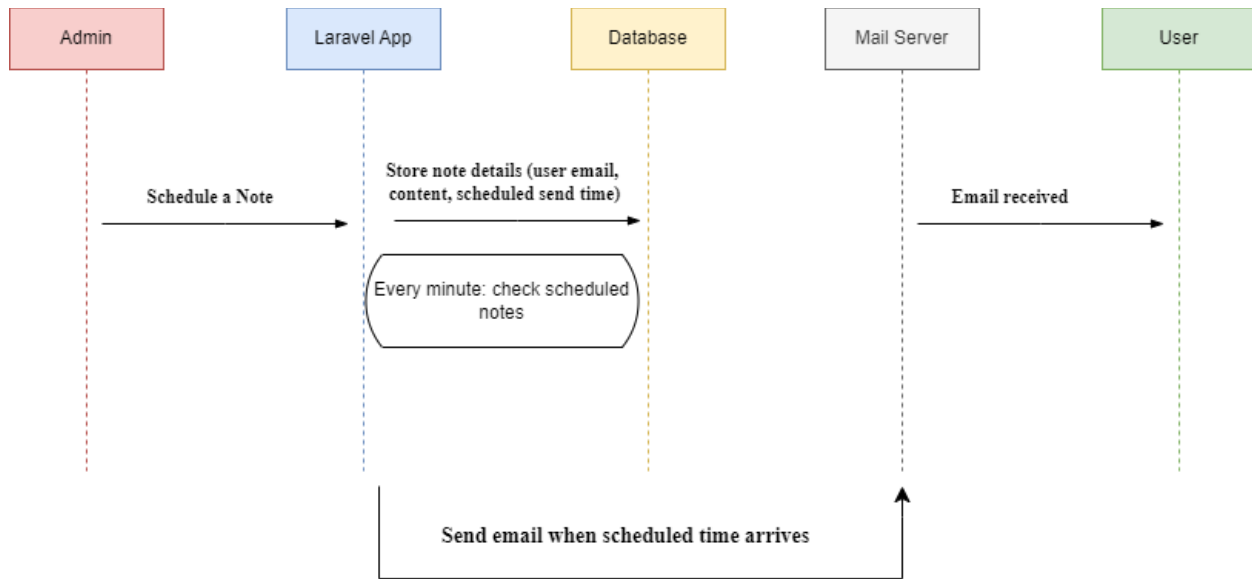 Admin
Laravel App
Database
Mail Server
User
Schedule a Note
Store note details (user email,
content, scheduled send time)
Email received
Every minute: check scheduled
notes
Send email when scheduled time arrives